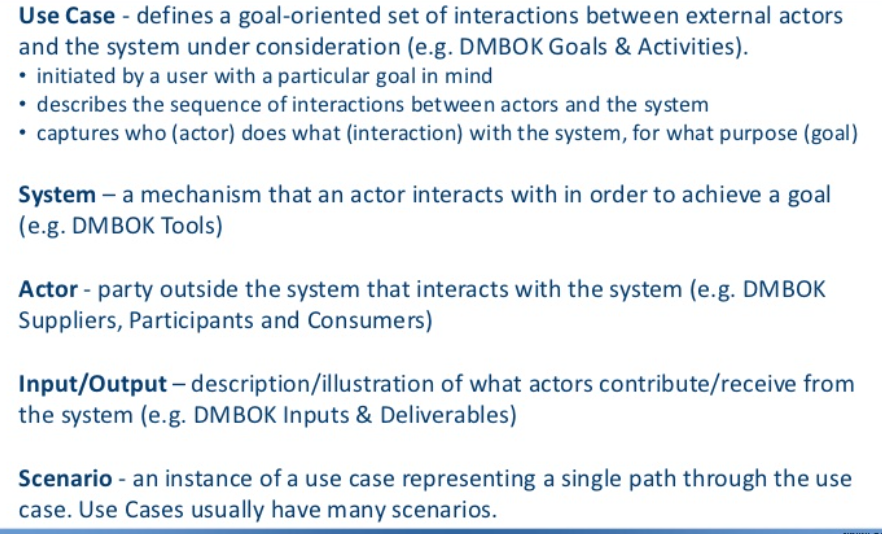 Use Case - defines a goal-oriented set of interactions between external actors
and the system under consideration (e.g. DMBOK Goals & Activities).
• initiated by a user with a particular goal in mind
• describes the sequence of interactions between actors and the system
• captures who (actor) does what (interaction) with the system, for what purpose (goal)
System – a mechanism that an actor interacts with in order to achieve a goal
(e.g. DMBOK Tools)
Actor - party outside the system that interacts with the system (e.g. DMBOK
Suppliers, Participants and Consumers)
Input/Output – description/illustration of what actors contribute/receive from
the system (e.g. DMBOK Inputs & Deliverables)
Scenario - an instance of a use case representing a single path through the use
case. Use Cases usually have many scenarios.